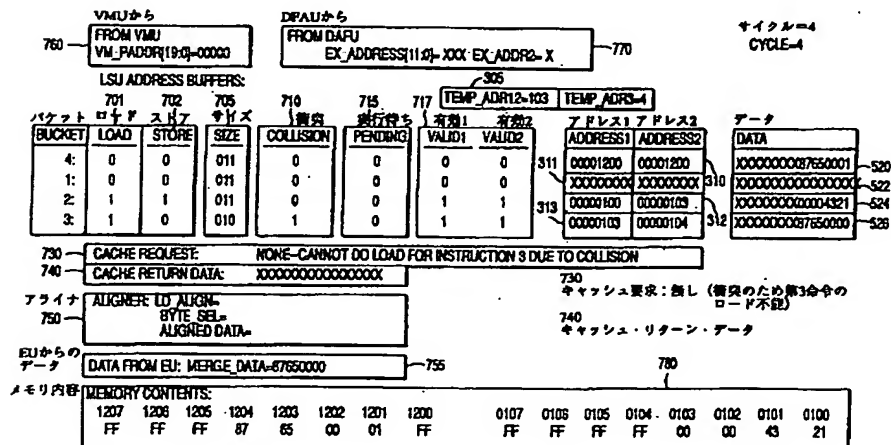 VMUから
760
FROM VMU
VM_PADDR[19:0]=00000
DFAUから
FROM DAFU
EX_ADDRESS[11:0]= XXX EX_ADDR2= X
770
サイクル=4
CYCLE=4
LSU ADDRESS BUFFERS:
305
TEMP_ADR12=103 TEMP_ADR3=4
701 702 705 710 715 717
バケット ロード ストア サイズ 衝突 実行待ち 有効1 有効2 アドレス1 アドレス2 データ
BUCKET LOAD STORE SIZE COLLISION PENDING VALID1 VALID2 ADDRESS1 ADDRESS2 DATA
4: 0 0 011 0 0 0 0 311 00001200 00001200 XXXXXXXX87650001 520
1: 0 0 011 0 0 0 0 XXXXXXXX XXXXXXXX 310 XXXXXXXXXXXXXXXX 522
2: 1 1 011 0 0 1 1 313 00000100 00000103 XXXXXXXX00004321 524
3: 1 0 010 1 0 1 1 00000103 00000104 312 XXXXXXXX87650000 528
730 CACHE REQUEST: NONE-CANNOT DO LOAD FOR INSTRUCTION 3 DUE TO COLLISION
740 CACHE RETURN DATA: XXXXXXXXXXXXXXXX
730
キャッシュ要求:無し(衝突のため第3命令の
ロード不能)
740
キャッシュ・リターン・データ
アライナ
750
ALIGNER: LD_ALIGN=
BYTE_SEL=
ALIGNED DATA=
EUからの
データ
DATA FROM EU: MERGE_DATA=87650000
755
780
メモリ内容
MEMORY CONTENTS:
1207 1206 1205 1204 1203 1202 1201 1200 0107 0106 0105 0104 0103 0102 0101 0100
FF FF FF 87 65 00 01 FF FF FF FF FF 00 00 43 21